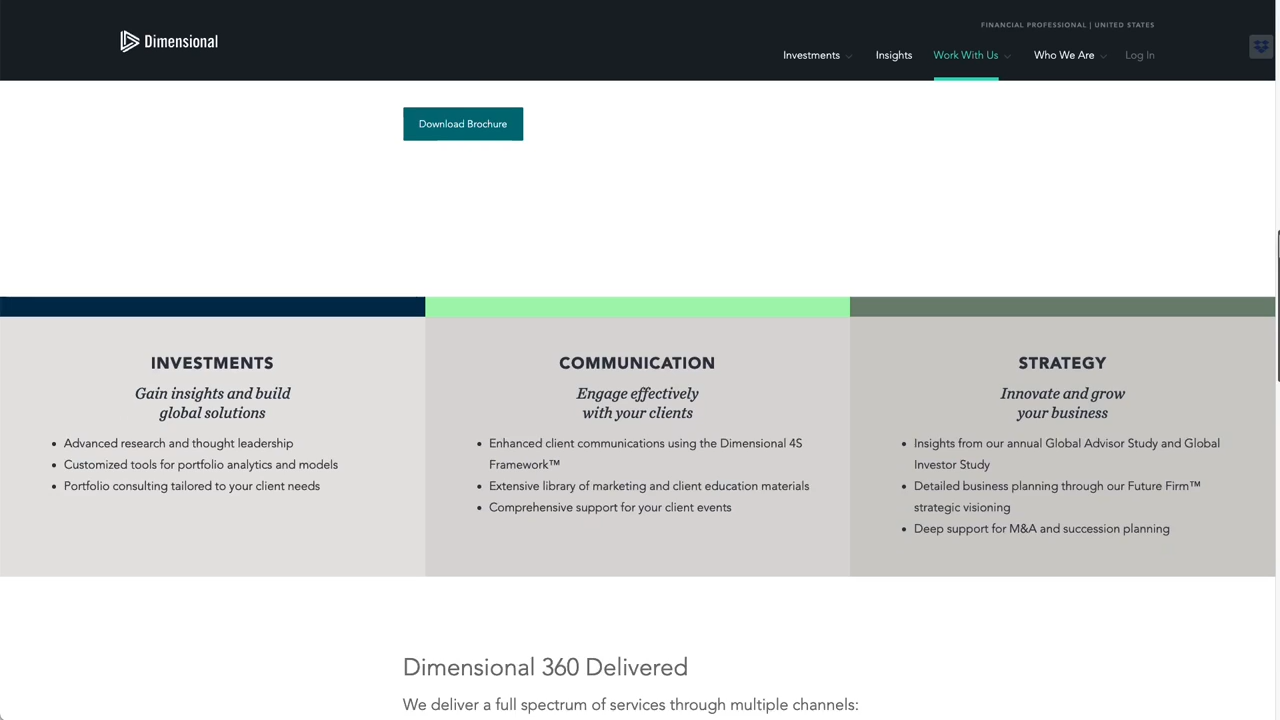 Dimensional
FINANCIAL PROFESSIONAL | UNITED STATES
Investments
Insights
Work With Us
Who We Are
Log In
Download Brochure
INVESTMENTS
Gain insights and build
global solutions
• Advanced research and thought leadership
• Customized tools for portfolio analytics and models
• Portfolio consulting tailored to your client needs
COMMUNICATION
Engage effectively
with your clients
• Enhanced client communications using the Dimensional 4S
Framework™
• Extensive library of marketing and client education materials
• Comprehensive support for your client events
STRATEGY
Innovate and grow
your business
• Insights from our annual Global Advisor Study and Global
Investor Study
• Detailed business planning through our Future Firm™
strategic visioning
• Deep support for M&A and succession planning
Dimensional 360 Delivered
We deliver a full spectrum of services through multiple channels: